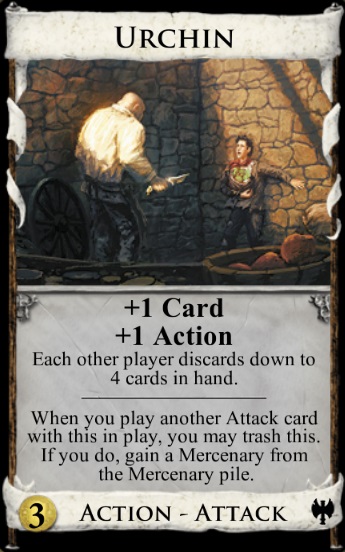 Urchin
+1 Card
+1 Action
Each other player discards down to
4 cards in hand.
When you play another Attack card
with this in play, you may trash this.
If you do, gain a Mercenary from
the Mercenary pile.
3 Action - Attack